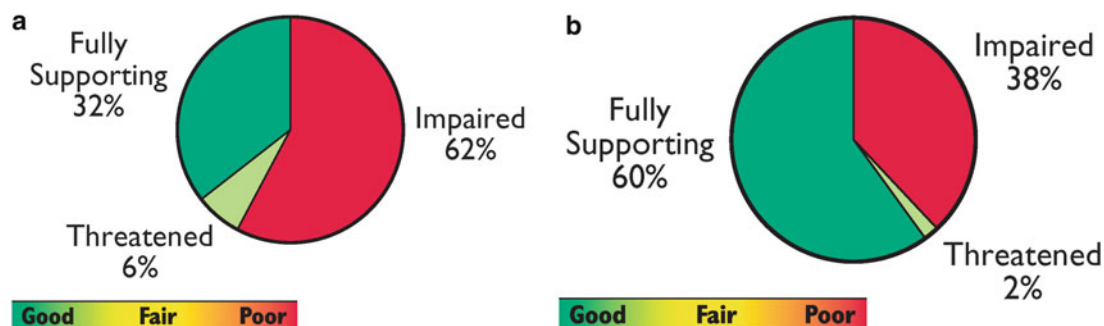 a
Fully
Supporting
32%
Impaired
62%
Threatened
6%
Good Fair Poor
b
Impaired
38%
Fully
Supporting
60%
Threatened
2%
Good Fair Poor